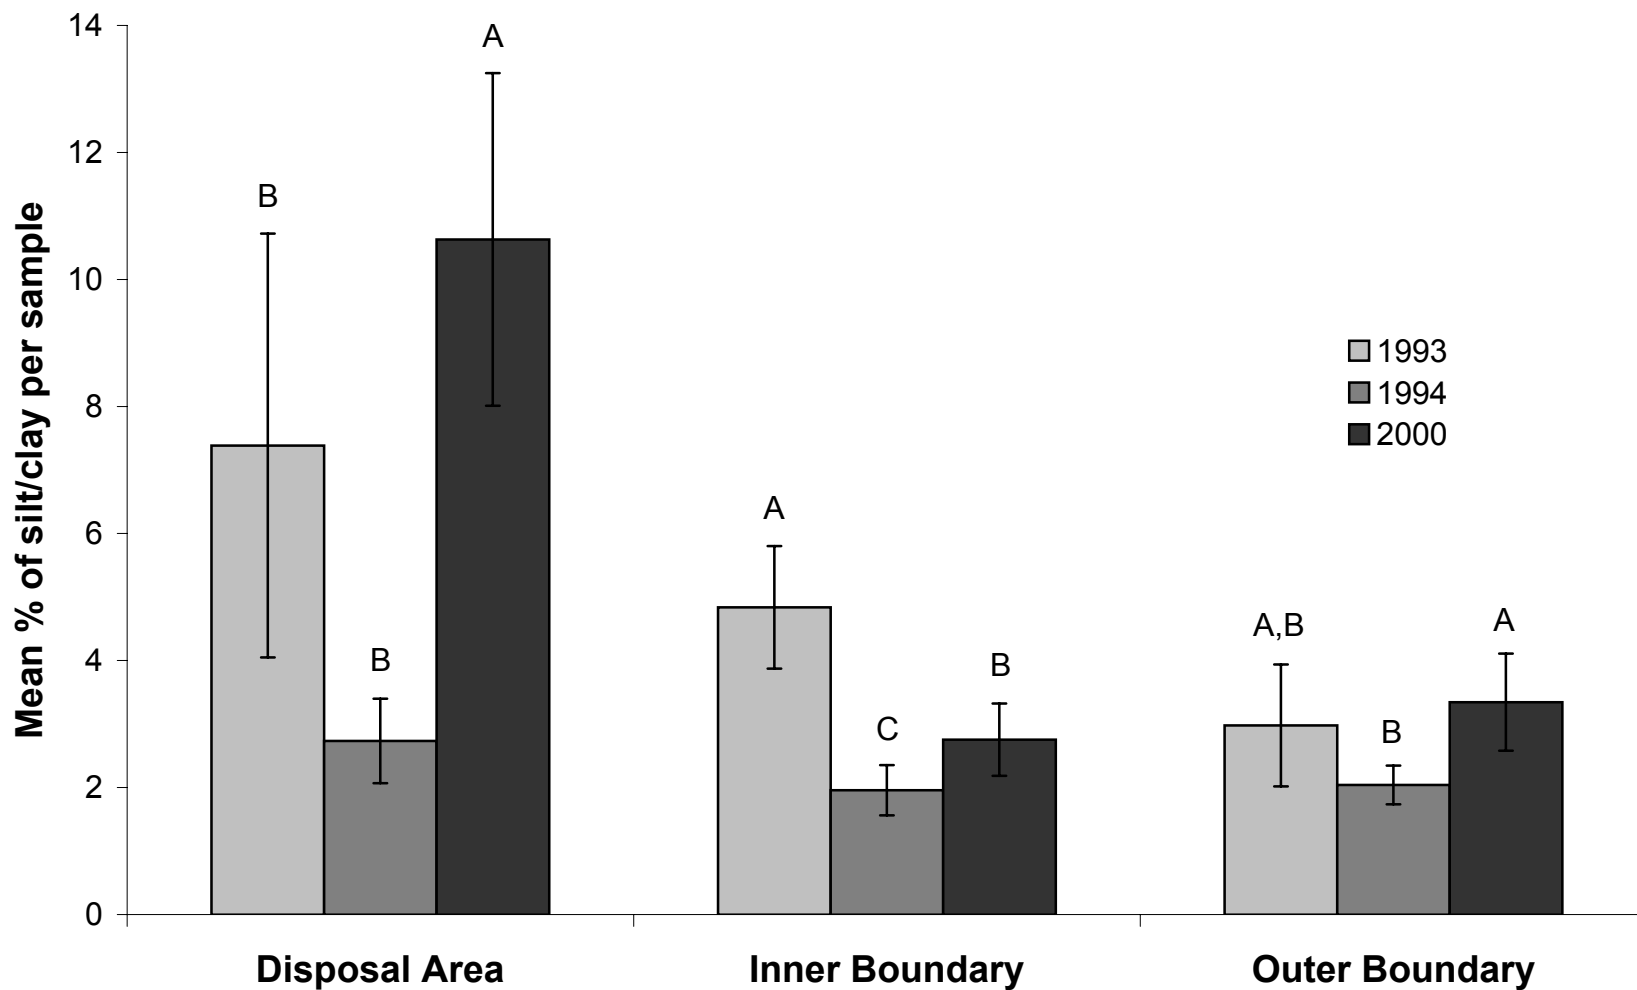 Mean % of silt/clay per sample
14
12
10
8
6
4
2
0
B
B
A
A
C
B
A,B
B
A
1993
1994
2000
Disposal Area
Inner Boundary
Outer Boundary